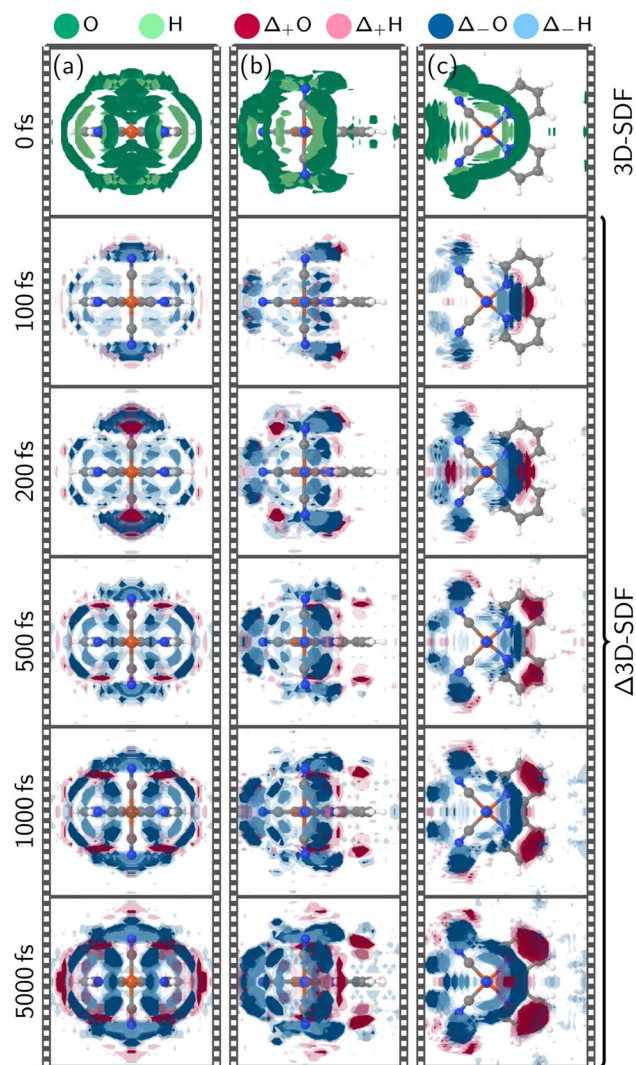 O H Δ₊O Δ₊H Δ₋O Δ₋H
(a) (b) (c)
0 fs
3D-SDF
100 fs
200 fs
500 fs
1000 fs
5000 fs
Δ3D-SDF